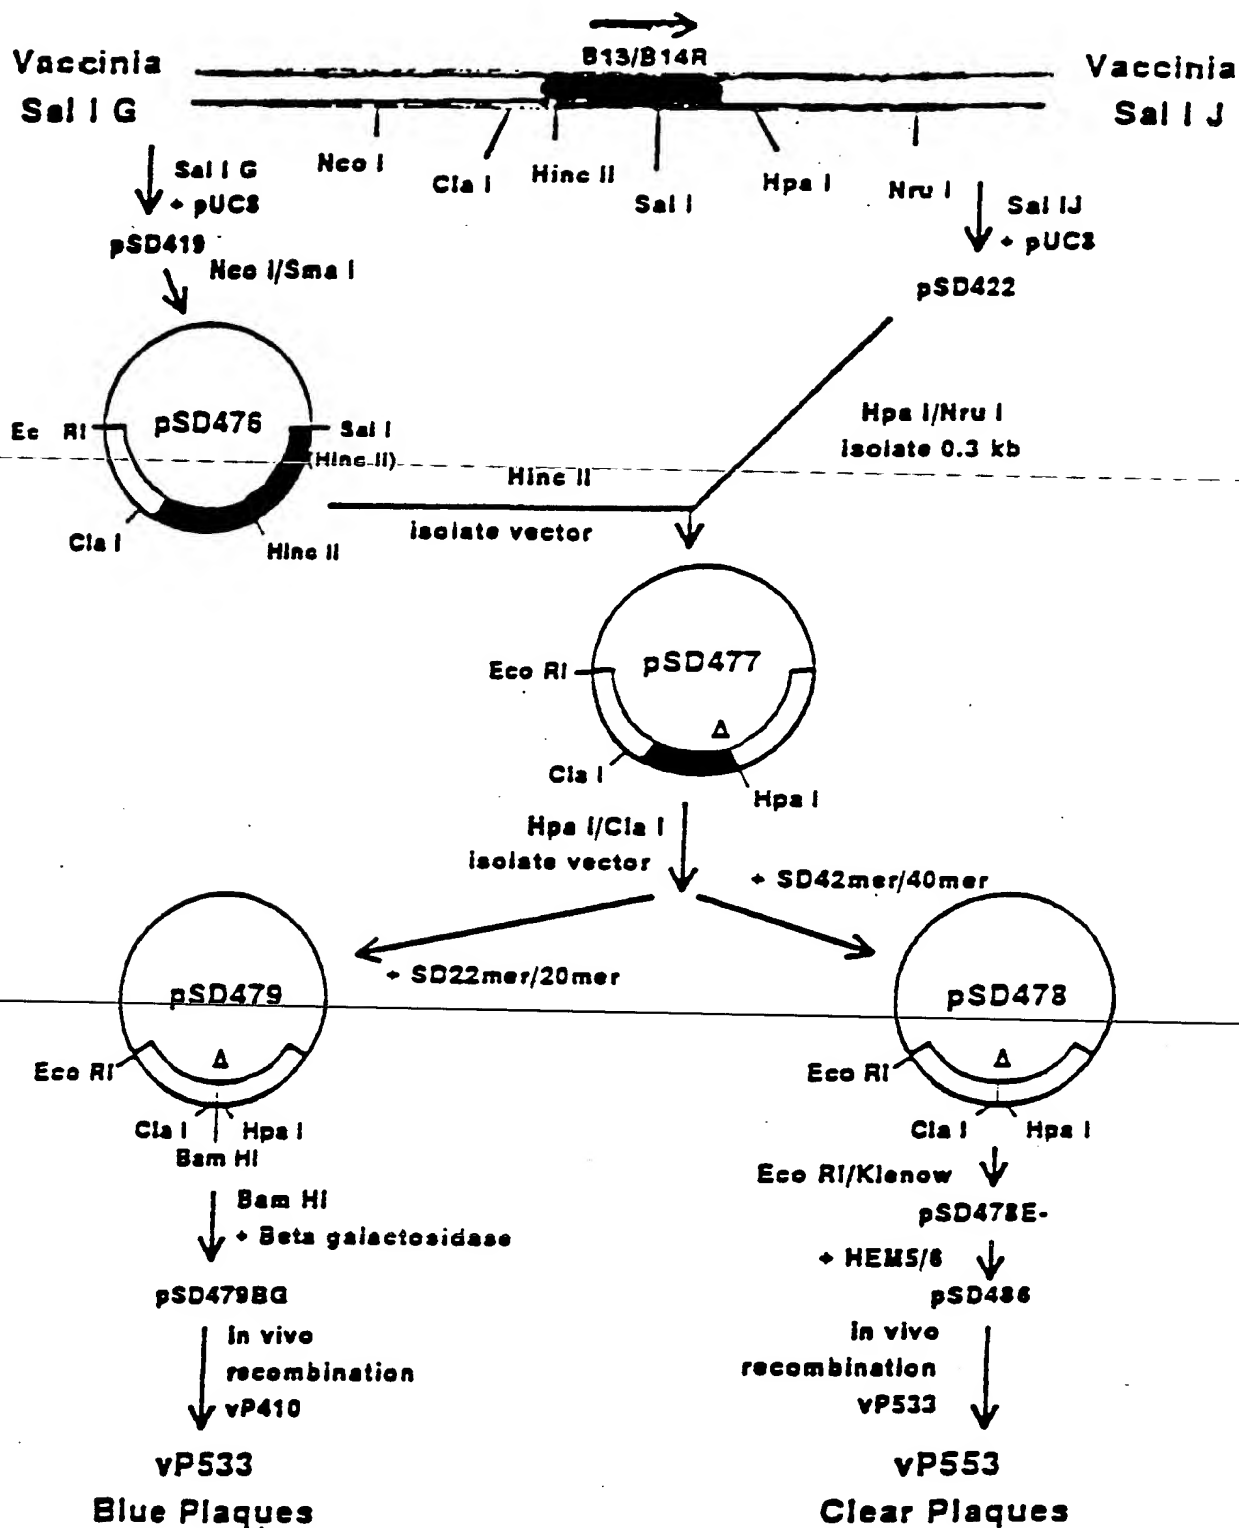 B13/B14R
Vaccinia
Sal I G
Vaccinia
Sal I J
Nco I
Cla I
Hinc II
Sal I
Hpa I
Nru I
Sal I G
+ pUC8
pSD419
Nco I/Sma I
Sal IJ
+ pUC8
pSD422
pSD476
Ec RI
Sal I
(Hinc II)
Cla I
Hinc II
Hpa I/Nru I
isolate 0.3 kb
Hinc II
isolate vector
pSD477
Eco RI
Δ
Cla I
Hpa I
Hpa I/Cla I
isolate vector
+ SD42mer/40mer
+ SD22mer/20mer
pSD479
Eco RI
Δ
Cla I
Hpa I
Bam HI
pSD478
Eco RI
Δ
Cla I
Hpa I
Bam HI
+ Beta galactosidase
pSD479BG
in vivo
recombination
vP410
vP533
Blue Plaques
Eco RI/Klenow
pSD478E-
+ HEM5/6
pSD486
in vivo
recombination
vP533
vP553
Clear Plaques